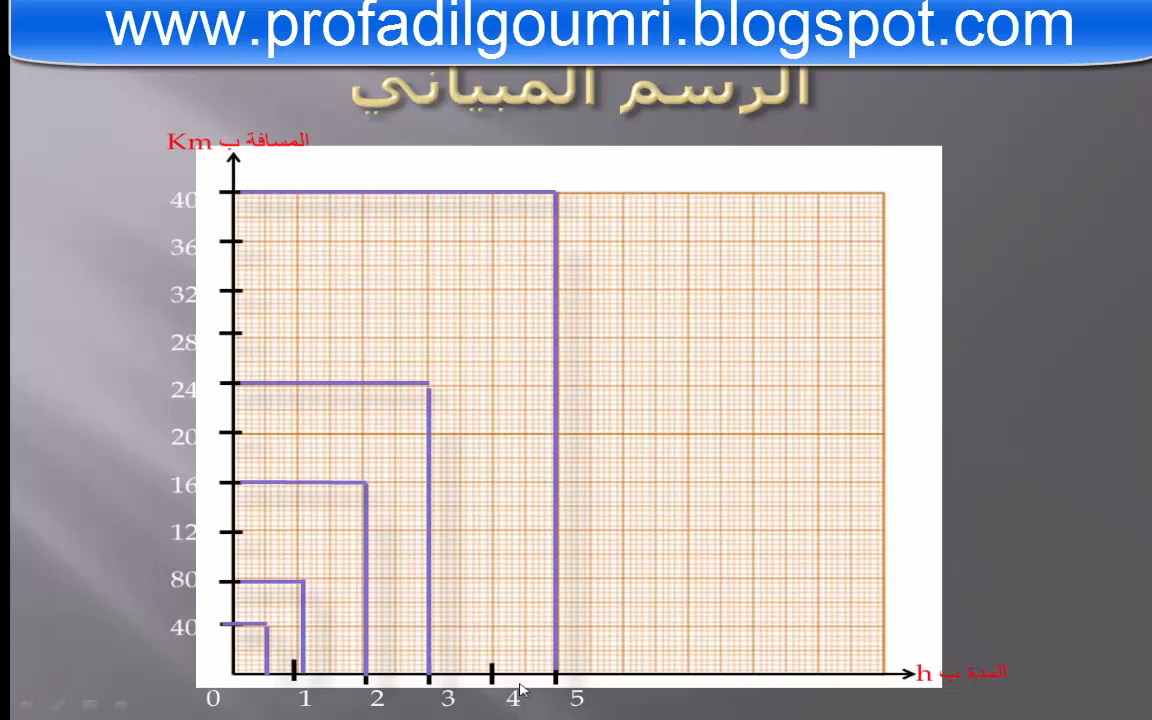 www.profadilgoumri.blogspot.com
الرسم المبياني
المسافة ب Km
40
36
32
28
24
20
16
12
80
40
المدة ب h
0 1 2 3 4 5